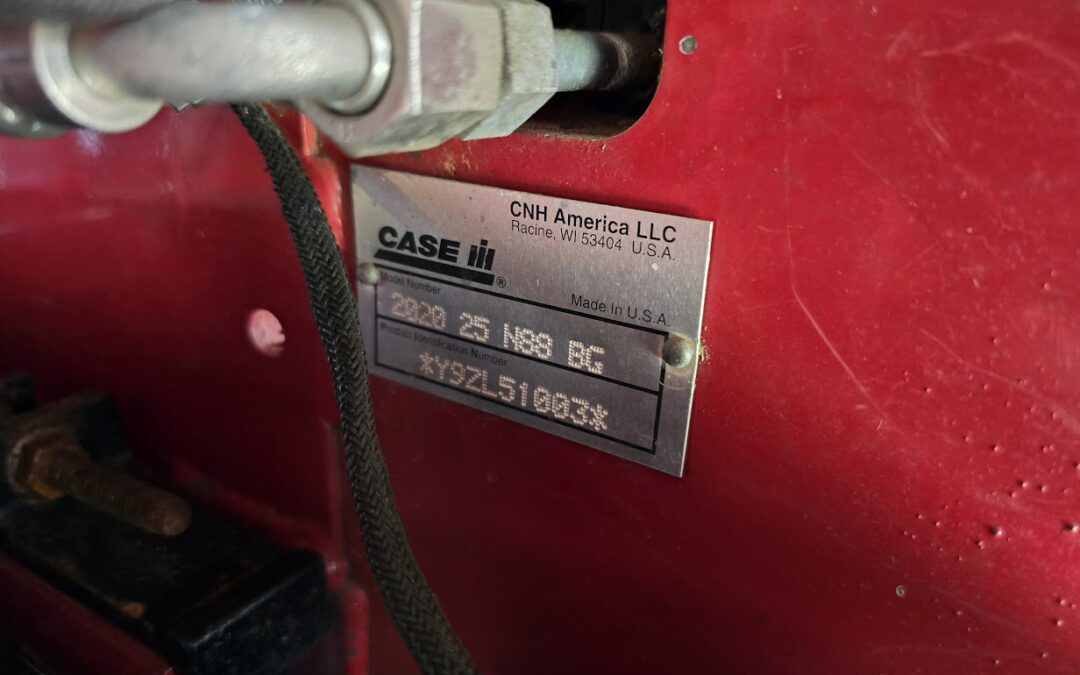 CNH America LLC
Racine, WI 53404 U.S.A.
CASE IH
®
Made In U.S.A.
Model Number
2020 25 N88 BG
Product Identification Number
*Y9ZL51003*